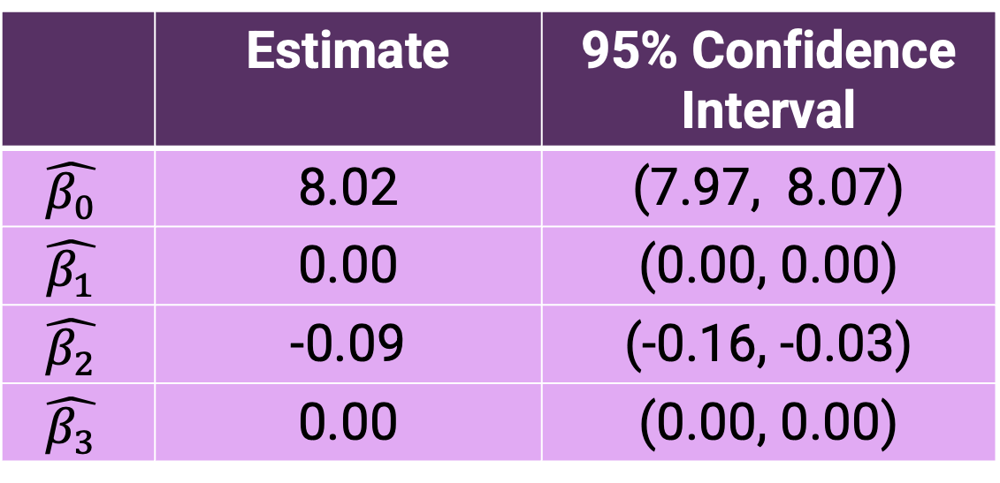 Estimate 95% Confidence
Interval
$\widehat{\beta_0}$ 8.02 (7.97, 8.07)
$\widehat{\beta_1}$ 0.00 (0.00, 0.00)
$\widehat{\beta_2}$ -0.09 (-0.16, -0.03)
$\widehat{\beta_3}$ 0.00 (0.00, 0.00)